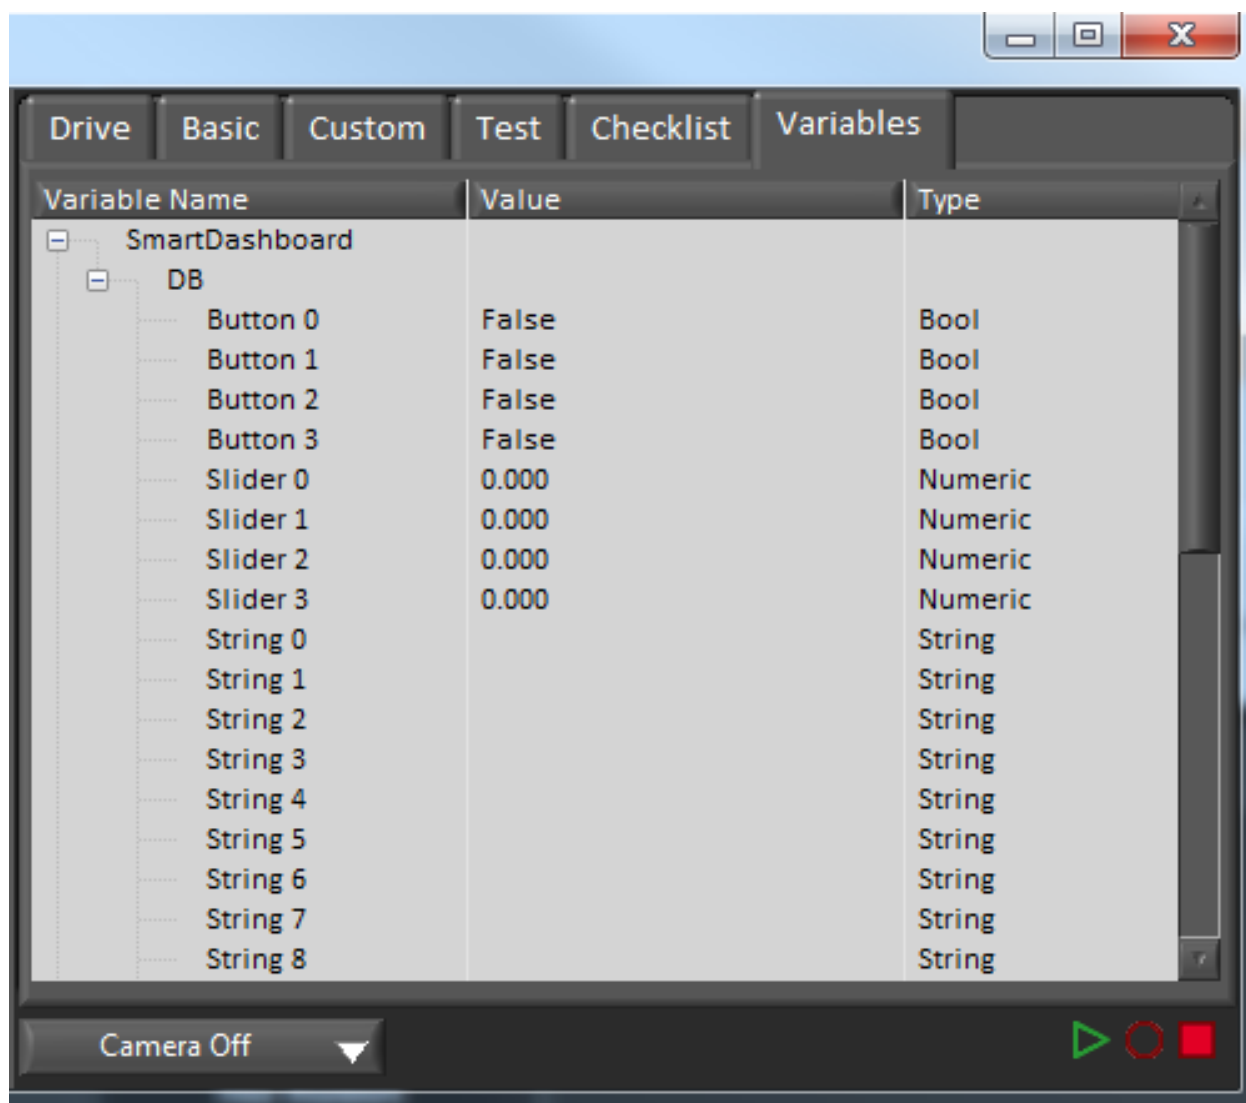 Drive Basic Custom Test Checklist Variables
Variable Name Value Type
SmartDashboard
DB
Button 0 False Bool
Button 1 False Bool
Button 2 False Bool
Button 3 False Bool
Slider 0 0.000 Numeric
Slider 1 0.000 Numeric
Slider 2 0.000 Numeric
Slider 3 0.000 Numeric
String 0 String
String 1 String
String 2 String
String 3 String
String 4 String
String 5 String
String 6 String
String 7 String
String 8 String
Camera Off